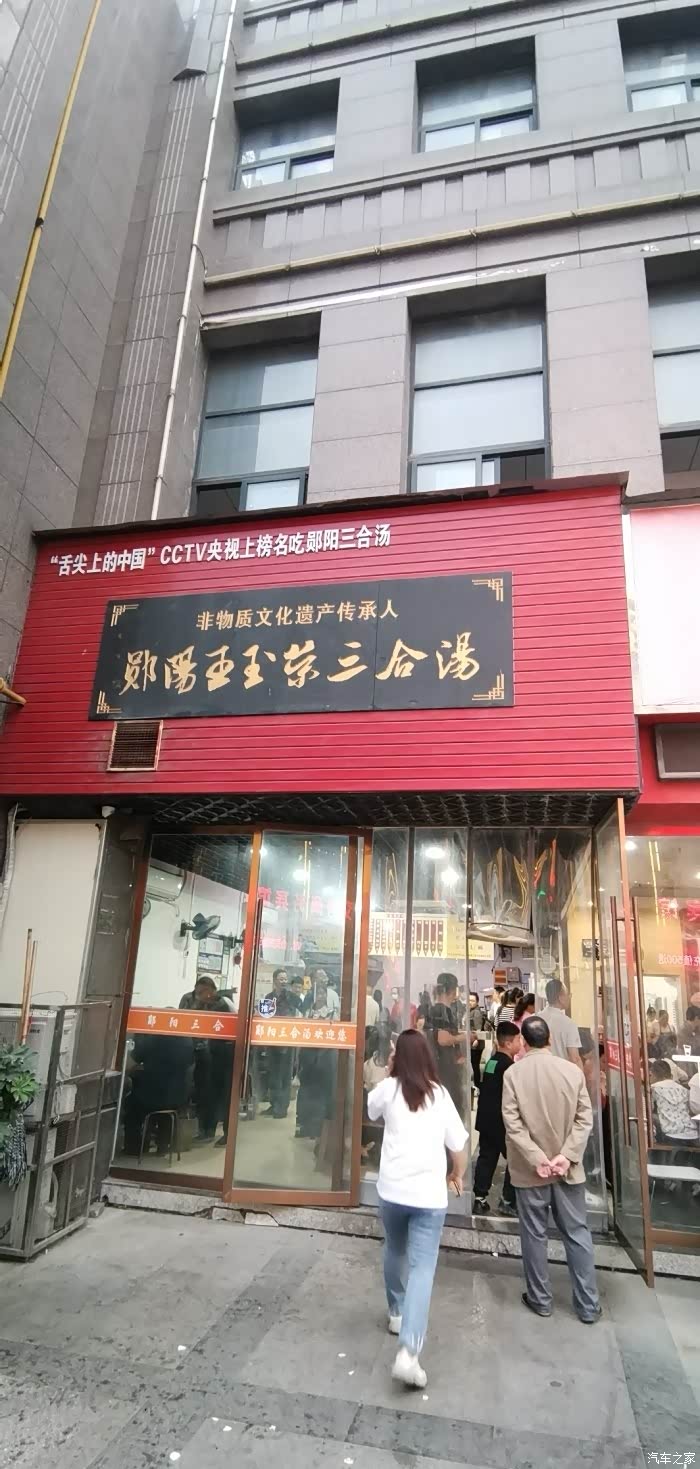 “舌尖上的中国”CCTV央视上榜名吃郧阳三合汤
非物质文化遗产传承人
郧陽王玉荣三合湯
郧阳三合
郧阳三合汤欢迎您
汽车之家